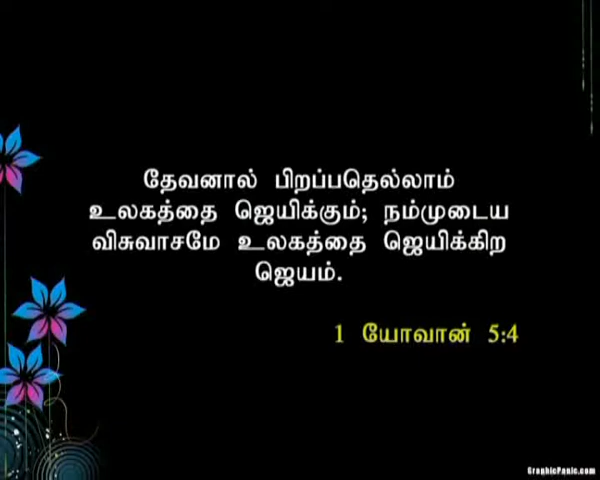 தேவனால் பிறப்பதெல்லாம்
உலகத்தை ஜெயிக்கும்; நம்முடைய
விசுவாசமே உலகத்தை ஜெயிக்கிற
ஜெயம்.
1 யோவான் 5:4
GraphicPanic.com